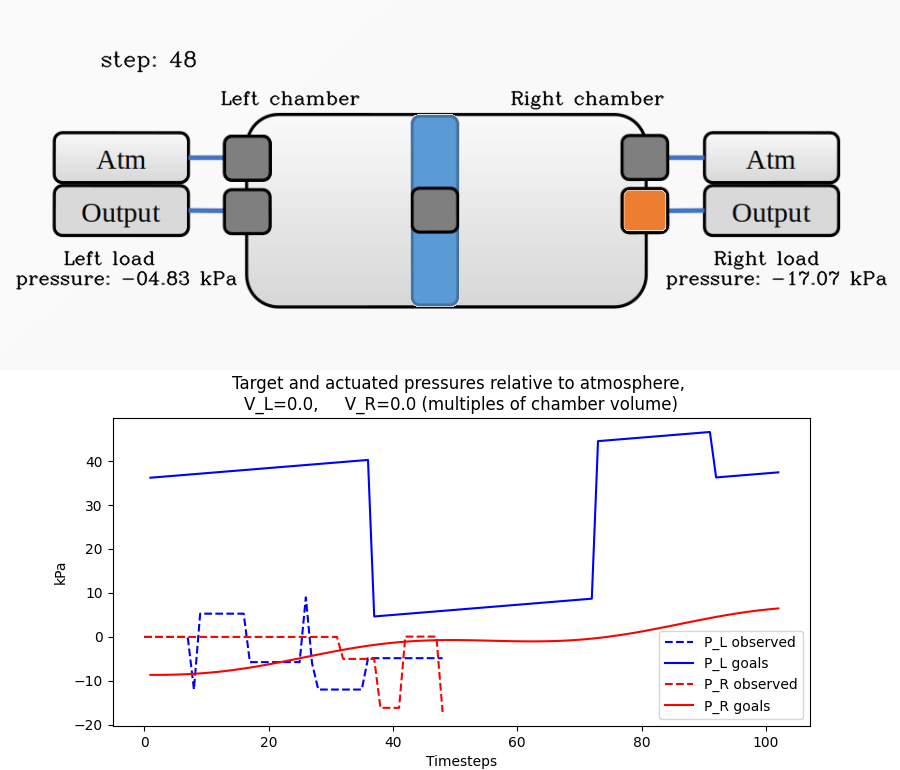 step: 48
Left chamber
Right chamber
Atm
Atm
Output
Output
Left load
pressure: −04.83 kPa
Right load
pressure: −17.07 kPa
Target and actuated pressures relative to atmosphere,
V_L=0.0, V_R=0.0 (multiples of chamber volume)
kPa
40
30
20
10
0
−10
−20
0
20
40
60
80
100
Timesteps
P_L observed
P_L goals
P_R observed
P_R goals